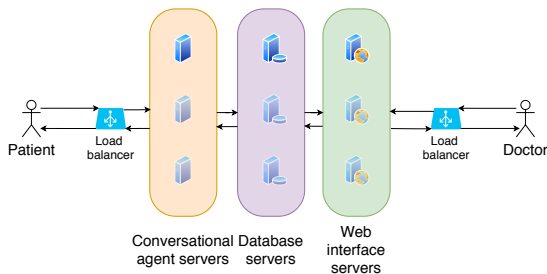 Patient
Load
balancer
Conversational
agent servers
Database
servers
Web
interface
servers
Load
balancer
Doctor